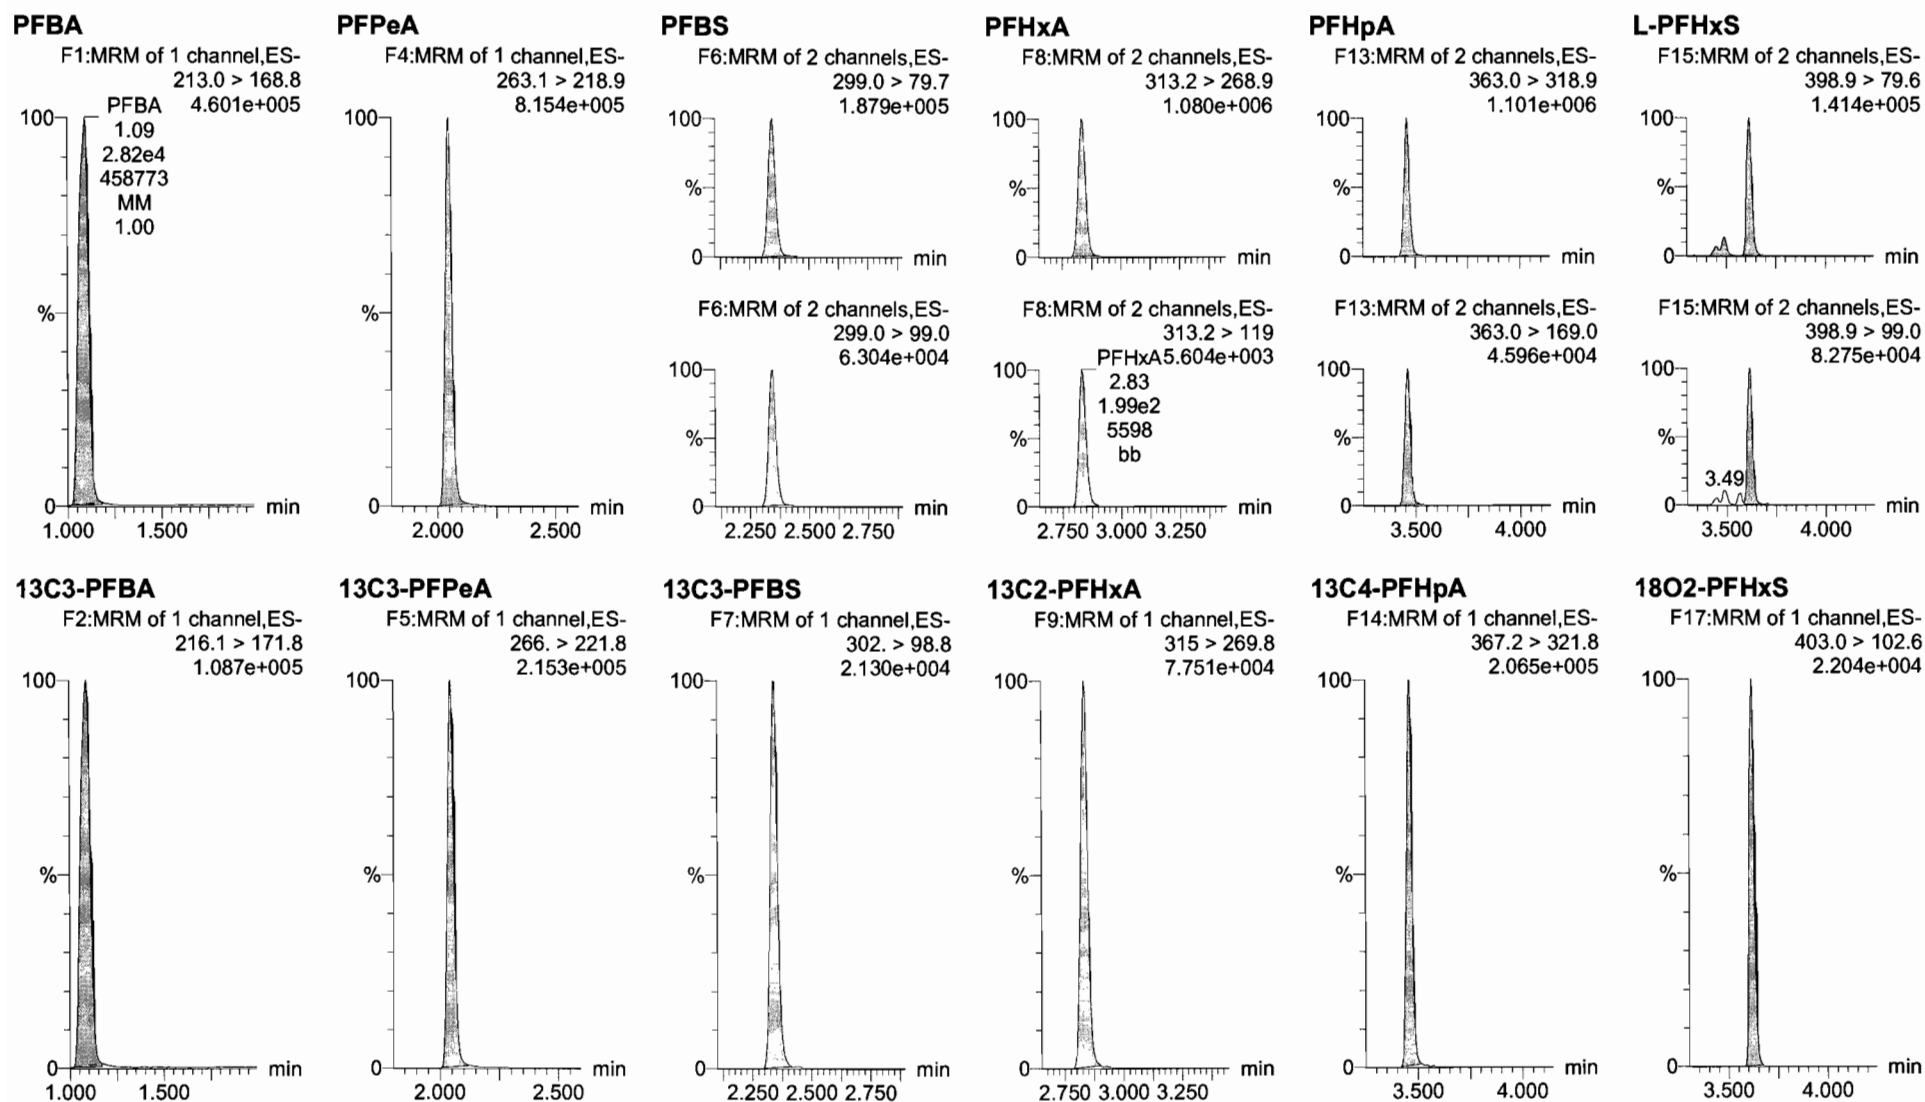 PFBA
F1:MRM of 1 channel,ES-
213.0 > 168.8
4.601e+005
PFBA
1.09
2.82e4
458773
MM
1.00
100
%
0
min
1.000 1.500
PFPeA
F4:MRM of 1 channel,ES-
263.1 > 218.9
8.154e+005
100
%
0
min
2.000 2.500
PFBS
F6:MRM of 2 channels,ES-
299.0 > 79.7
1.879e+005
100
%
0
min
F6:MRM of 2 channels,ES-
299.0 > 99.0
6.304e+004
100
%
0
min
2.250 2.500 2.750
PFHxA
F8:MRM of 2 channels,ES-
313.2 > 268.9
1.080e+006
100
%
0
min
F8:MRM of 2 channels,ES-
313.2 > 119
PFHxA5.604e+003
2.83
1.99e2
5598
bb
100
%
0
min
2.750 3.000 3.250
PFHpA
F13:MRM of 2 channels,ES-
363.0 > 318.9
1.101e+006
100
%
0
min
F13:MRM of 2 channels,ES-
363.0 > 169.0
4.596e+004
100
%
0
min
3.500 4.000
L-PFHxS
F15:MRM of 2 channels,ES-
398.9 > 79.6
1.414e+005
100
%
0
min
F15:MRM of 2 channels,ES-
398.9 > 99.0
8.275e+004
100
%
3.49
0
min
3.500 4.000
13C3-PFBA
F2:MRM of 1 channel,ES-
216.1 > 171.8
1.087e+005
100
%
0
min
1.000 1.500
13C3-PFPeA
F5:MRM of 1 channel,ES-
266. > 221.8
2.153e+005
100
%
0
min
2.000 2.500
13C3-PFBS
F7:MRM of 1 channel,ES-
302. > 98.8
2.130e+004
100
%
0
min
2.250 2.500 2.750
13C2-PFHxA
F9:MRM of 1 channel,ES-
315 > 269.8
7.751e+004
100
%
0
min
2.750 3.000 3.250
13C4-PFHpA
F14:MRM of 1 channel,ES-
367.2 > 321.8
2.065e+005
100
%
0
min
3.500 4.000
18O2-PFHxS
F17:MRM of 1 channel,ES-
403.0 > 102.6
2.204e+004
100
%
0
min
3.500 4.000